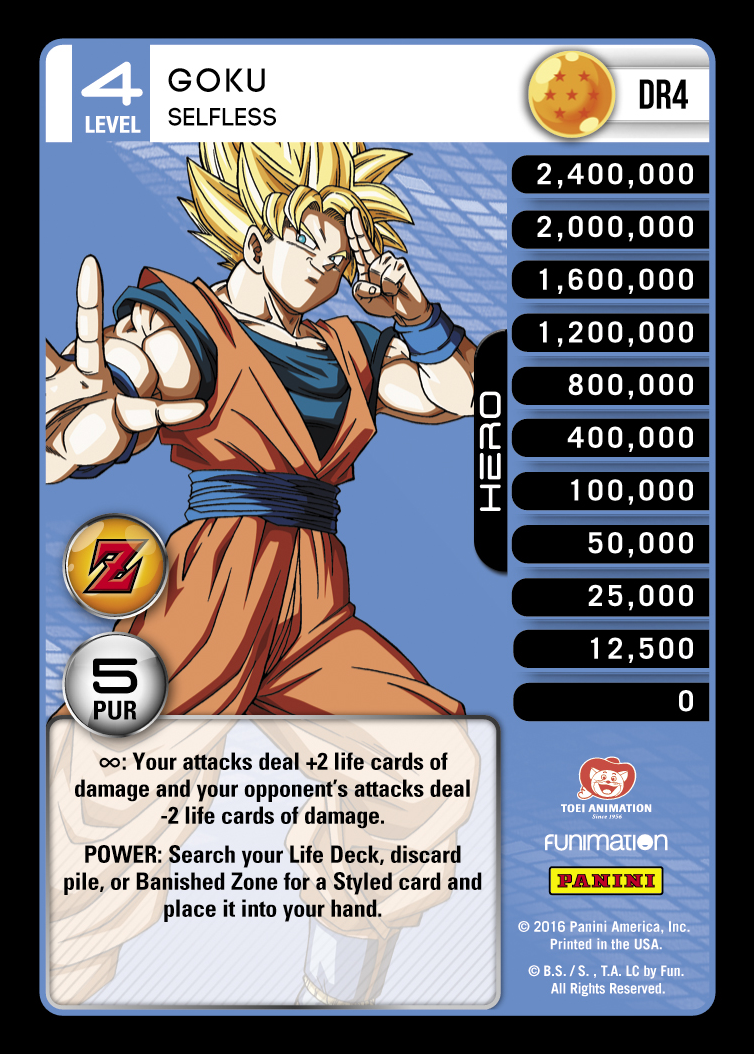 4
LEVEL
GOKU
SELFLESS
DR4
2,400,000
2,000,000
1,600,000
1,200,000
800,000
400,000
100,000
50,000
25,000
12,500
0
HERO
Z
5
PUR
∞: Your attacks deal +2 life cards of
damage and your opponent's attacks deal
-2 life cards of damage.
POWER: Search your Life Deck, discard
pile, or Banished Zone for a Styled card and
place it into your hand.
TOEI ANIMATION
Since 1956
FUNIMATION
PANINI
© 2016 Panini America, Inc.
Printed in the USA.
© B.S. / S. , T.A. LC by Fun.
All Rights Reserved.